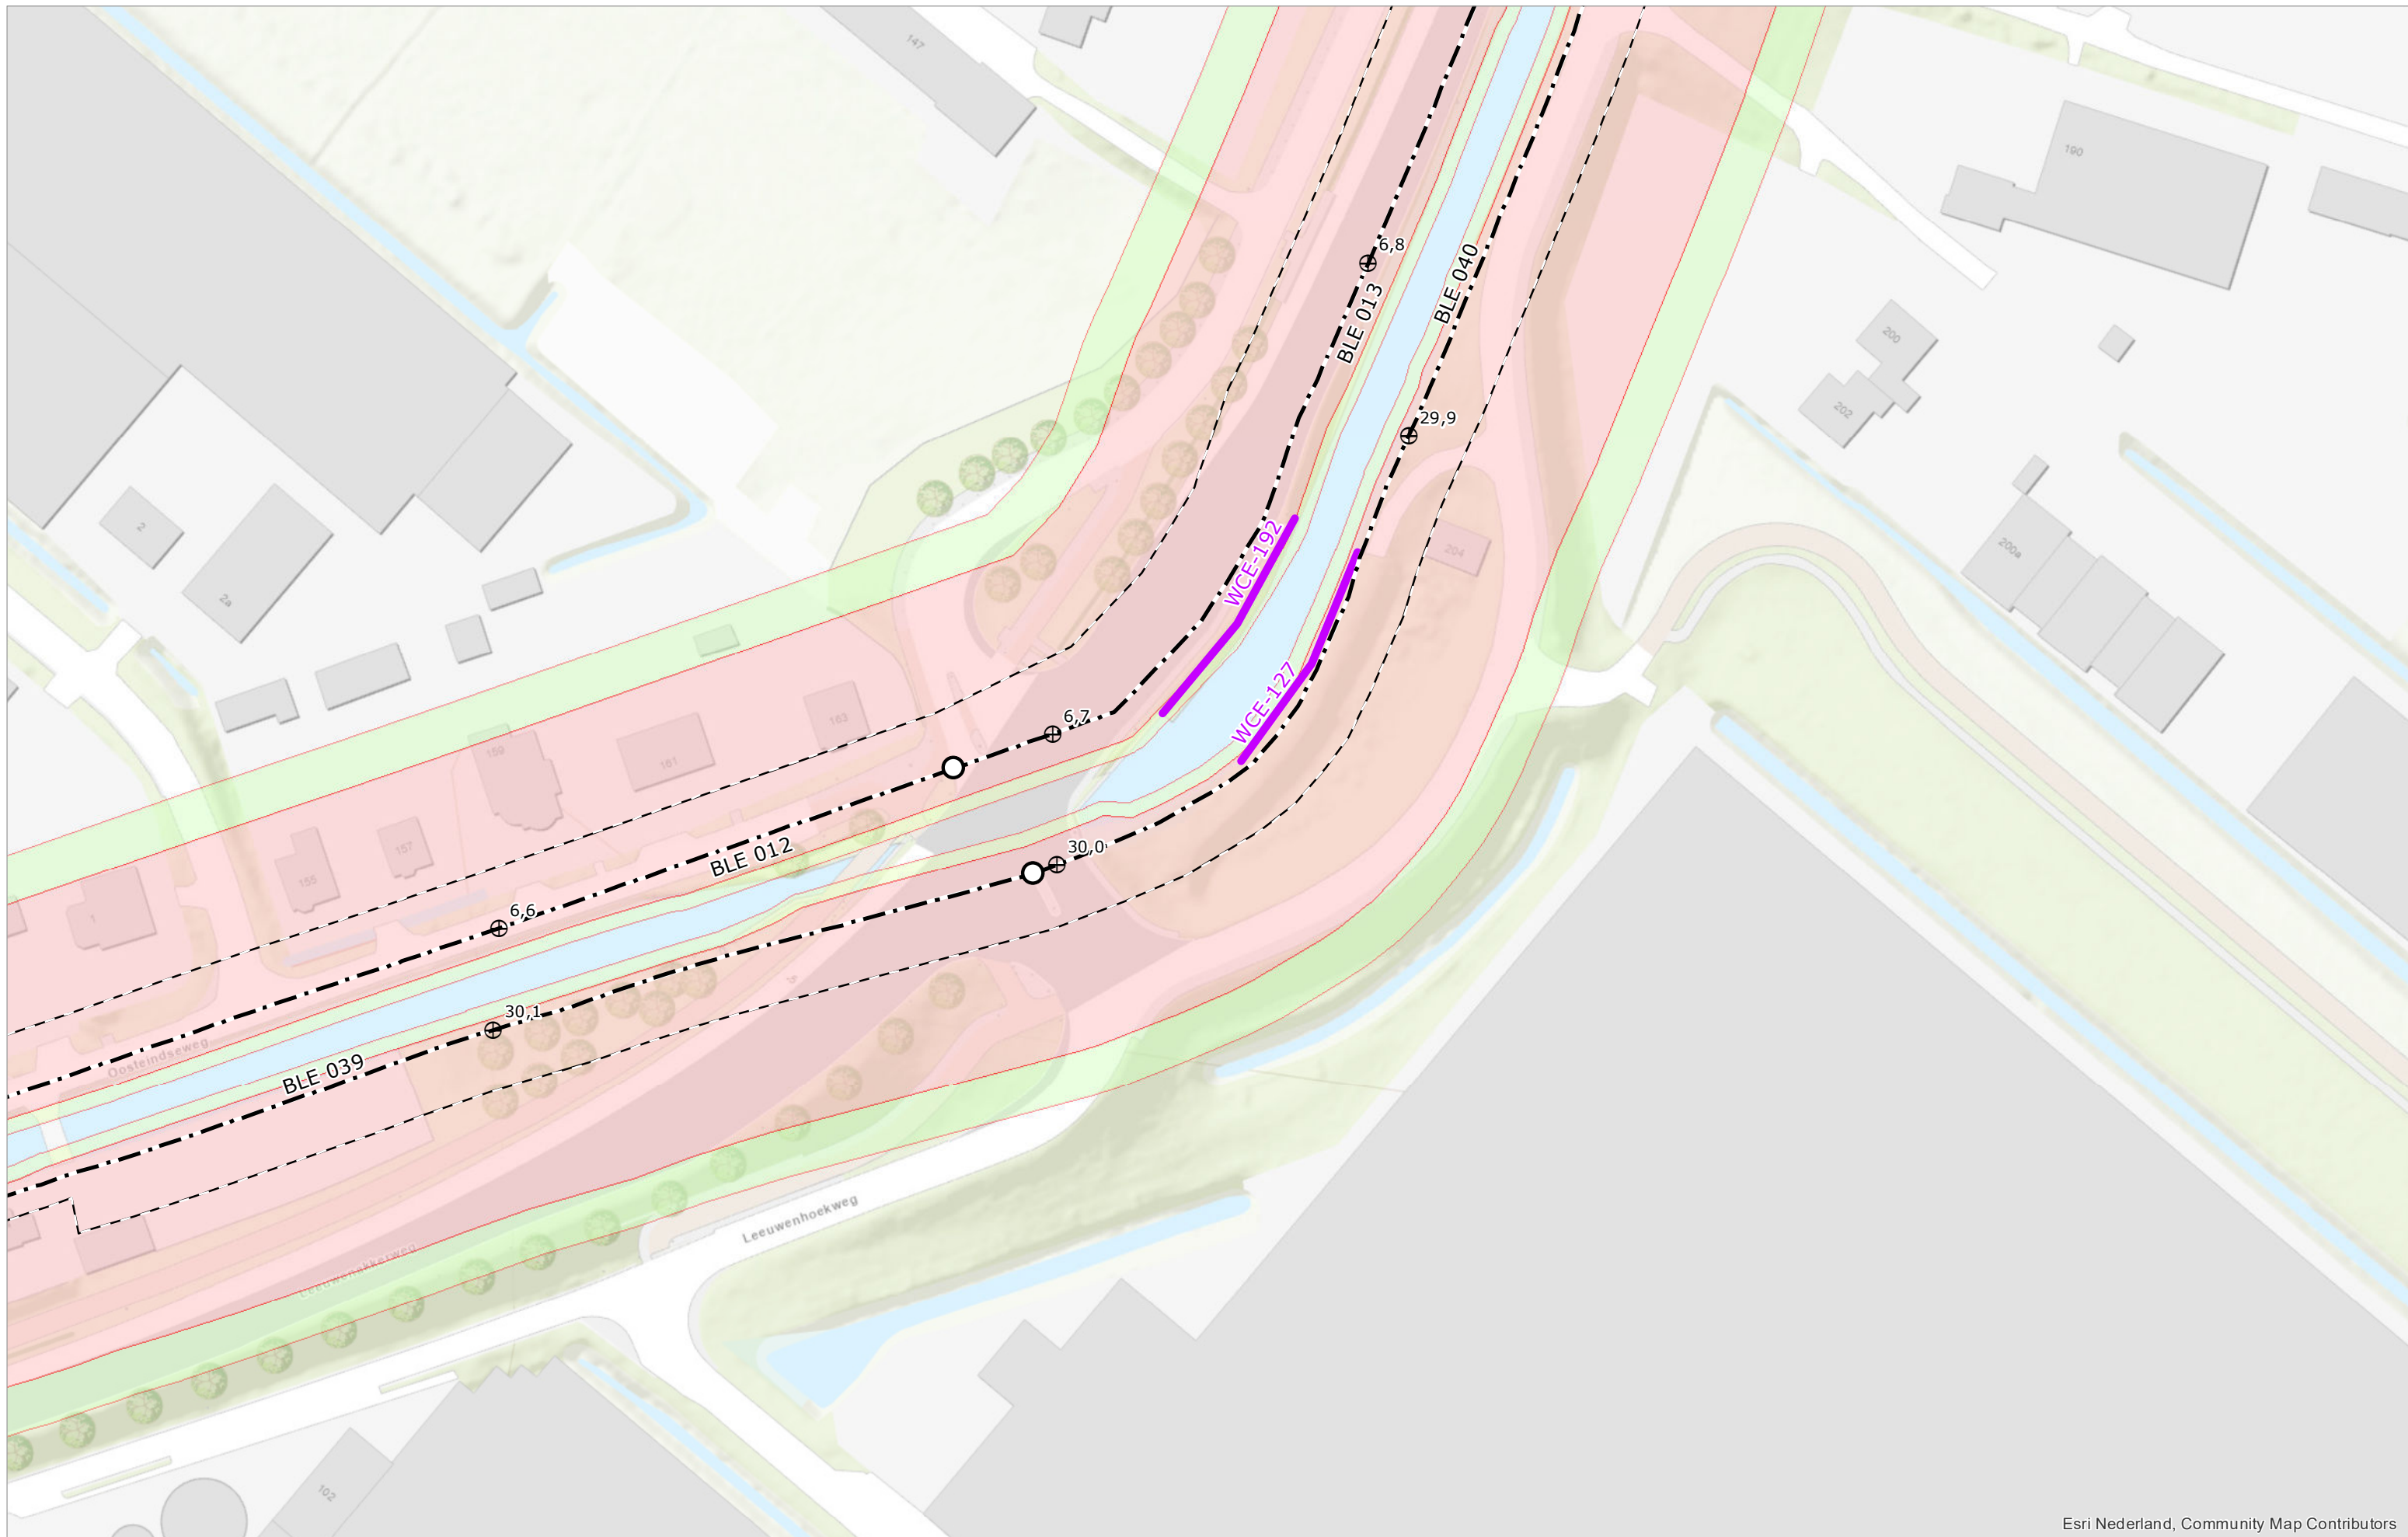 147
190
6,8
BLE 013
BLE 040
200
202
29,9
2
2a
WCE-192
204
200a
WCE-127
6,7
163
159
161
BLE 012
157
155
30,0
1
6,6
30,1
Oosteindseweg
BLE 039
Leeuwenhoekweg
Leeuwenakkerweg
102
Esri Nederland, Community Map Contributors